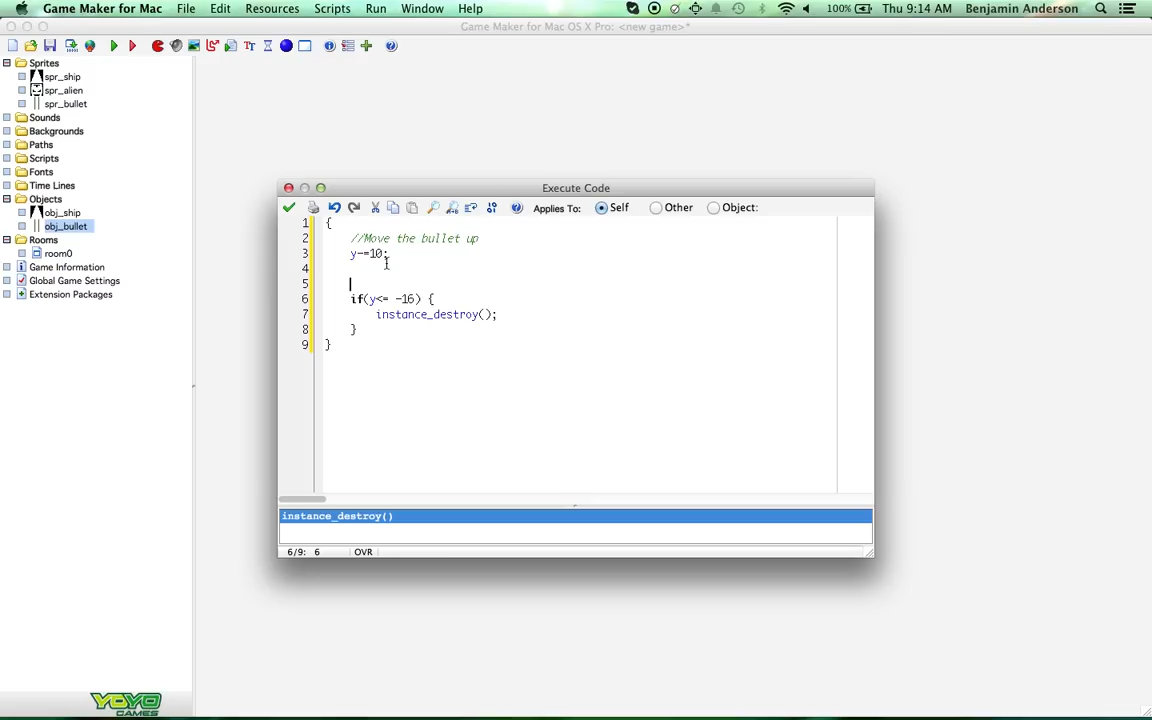 Game Maker for Mac File Edit Resources Scripts Run Window Help 100% Thu 9:14 AM Benjamin Anderson
Game Maker for Mac OS X Pro: <new game>*
Sprites
spr_ship
spr_alien
spr_bullet
Sounds
Backgrounds
Paths
Scripts
Fonts
Time Lines
Objects
obj_ship
obj_bullet
Rooms
room0
Game Information
Global Game Settings
Extension Packages
Execute Code
Applies To: Self Other Object:
1 {
2 //Move the bullet up
3 y-=10;
4
5
6 if(y<= -16) {
7 instance_destroy();
8 }
9 }
instance_destroy()
6/9: 6 OVR
YOYO
GAMES